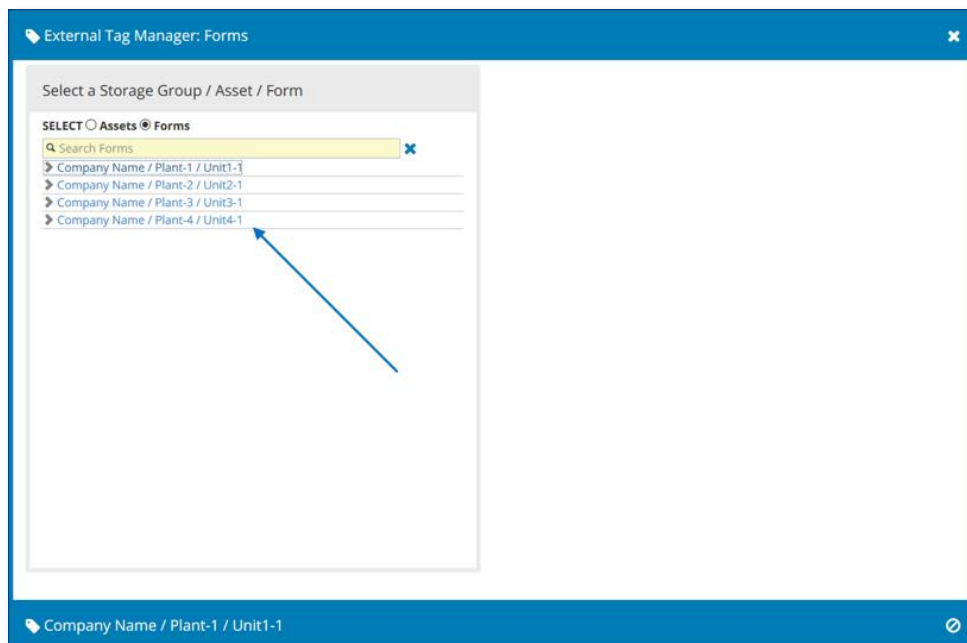 External Tag Manager: Forms
Select a Storage Group / Asset / Form
SELECT Assets Forms
Search Forms
Company Name / Plant-1 / Unit1-1
Company Name / Plant-2 / Unit2-1
Company Name / Plant-3 / Unit3-1
Company Name / Plant-4 / Unit4-1
Company Name / Plant-1 / Unit1-1